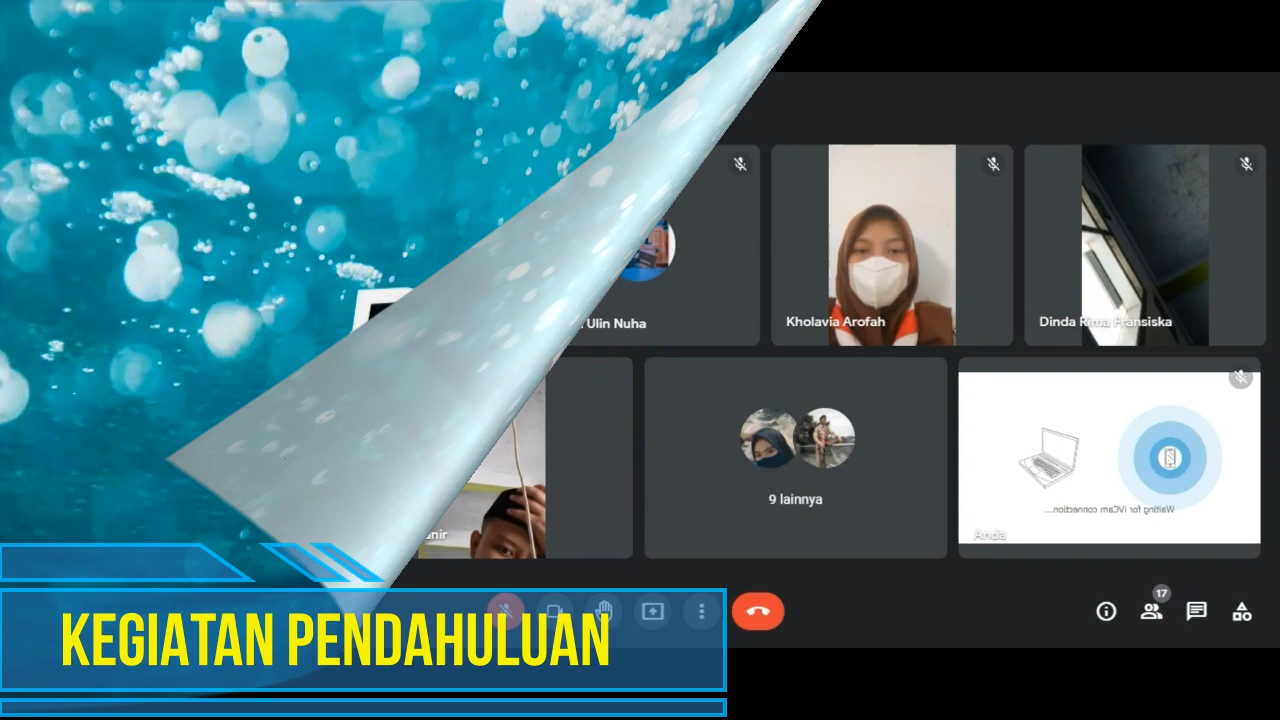 Ulin Nuha
Kholavia Arofah
Dinda Rima Fransiska
9 lainnya
Waiting for iVCam connection...
Anda
17
KEGIATAN PENDAHULUAN